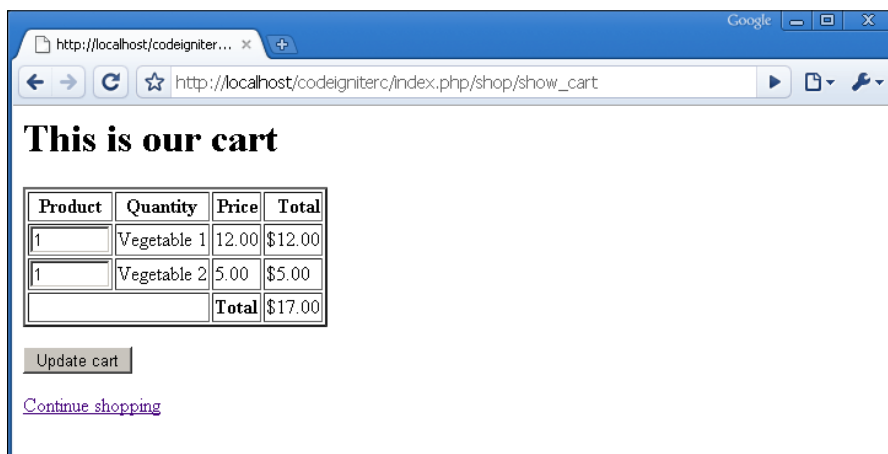 Google
http://localhost/codeigniter...
http://localhost/codeigniterc/index.php/shop/show_cart
This is our cart
Product Quantity Price Total
1 Vegetable 1 12.00 $12.00
1 Vegetable 2 5.00 $5.00
Total $17.00
Update cart
Continue shopping